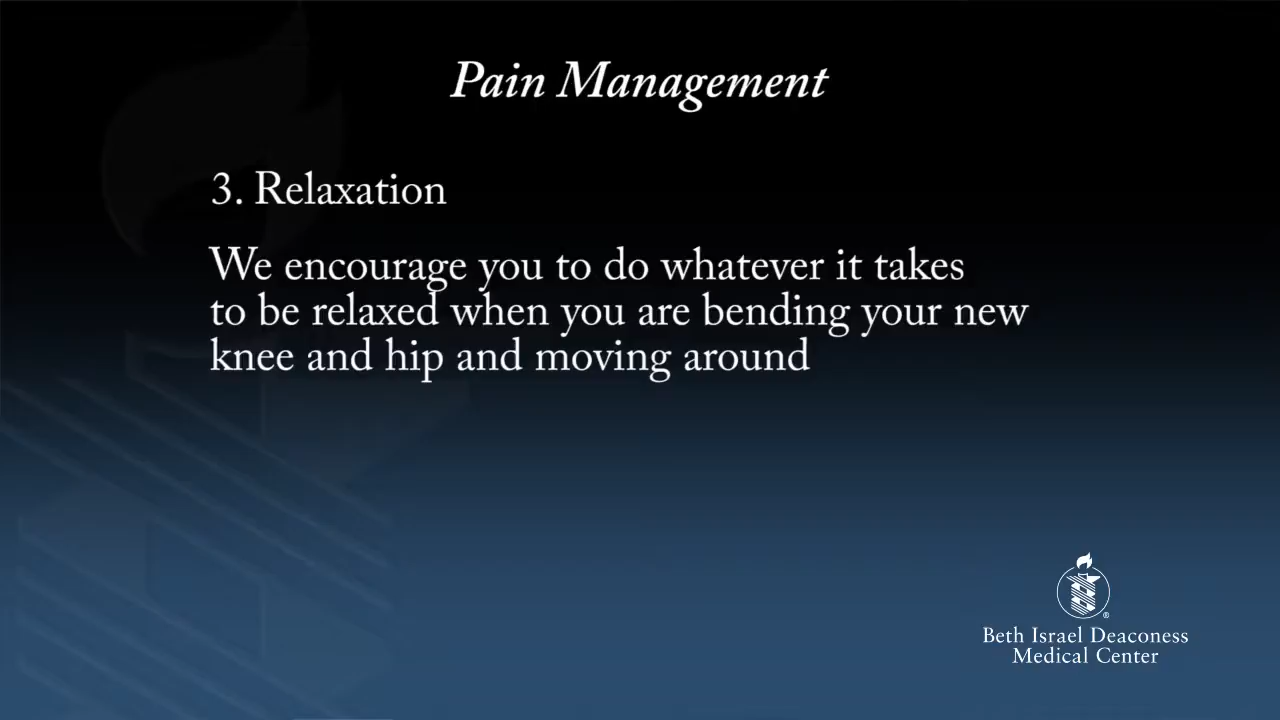 Pain Management
3. Relaxation
We encourage you to do whatever it takes
to be relaxed when you are bending your new
knee and hip and moving around
®
Beth Israel Deaconess
Medical Center